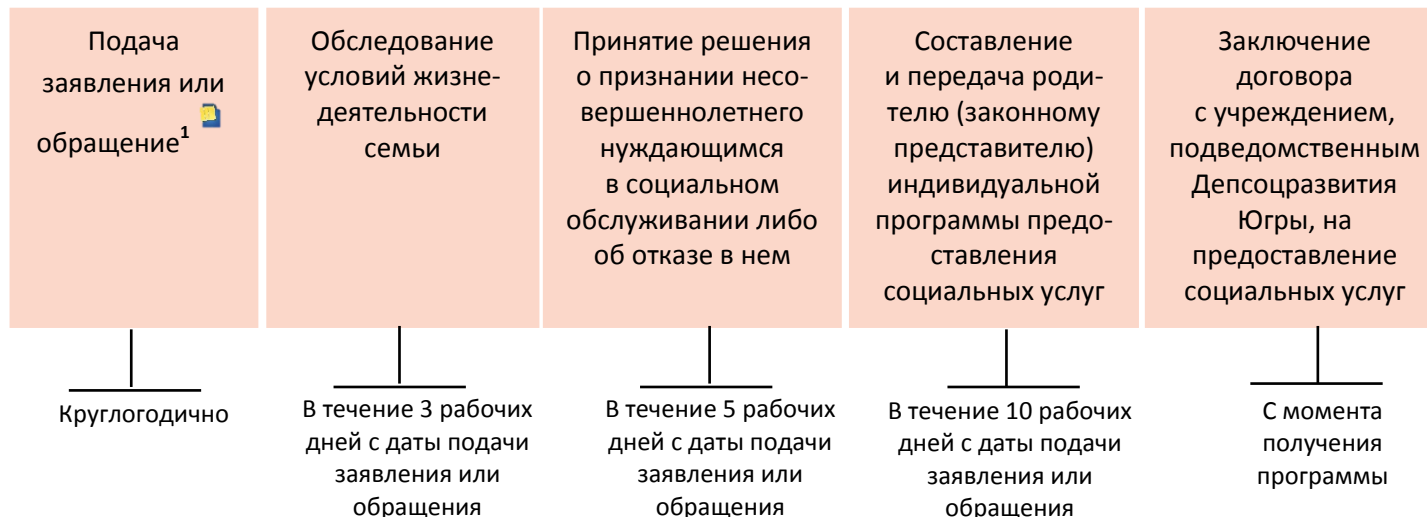 Подача
заявления или
обращение¹
Обследование
условий жизне-
деятельности
семьи
Принятие решения
о признании несо-
вершеннолетнего
нуждающимся
в социальном
обслуживании либо
об отказе в нем
Составление
и передача роди-
телю (законному
представителю)
индивидуальной
программы предо-
ставления
социальных услуг
Заключение
договора
с учреждением,
подведомственным
Депсоцразвития
Югры, на
предоставление
социальных услуг
Круглогодично
В течение 3 рабочих
дней с даты подачи
заявления или
обращения
В течение 5 рабочих
дней с даты подачи
заявления или
обращения
В течение 10 рабочих
дней с даты подачи
заявления или
обращения
С момента
получения
программы